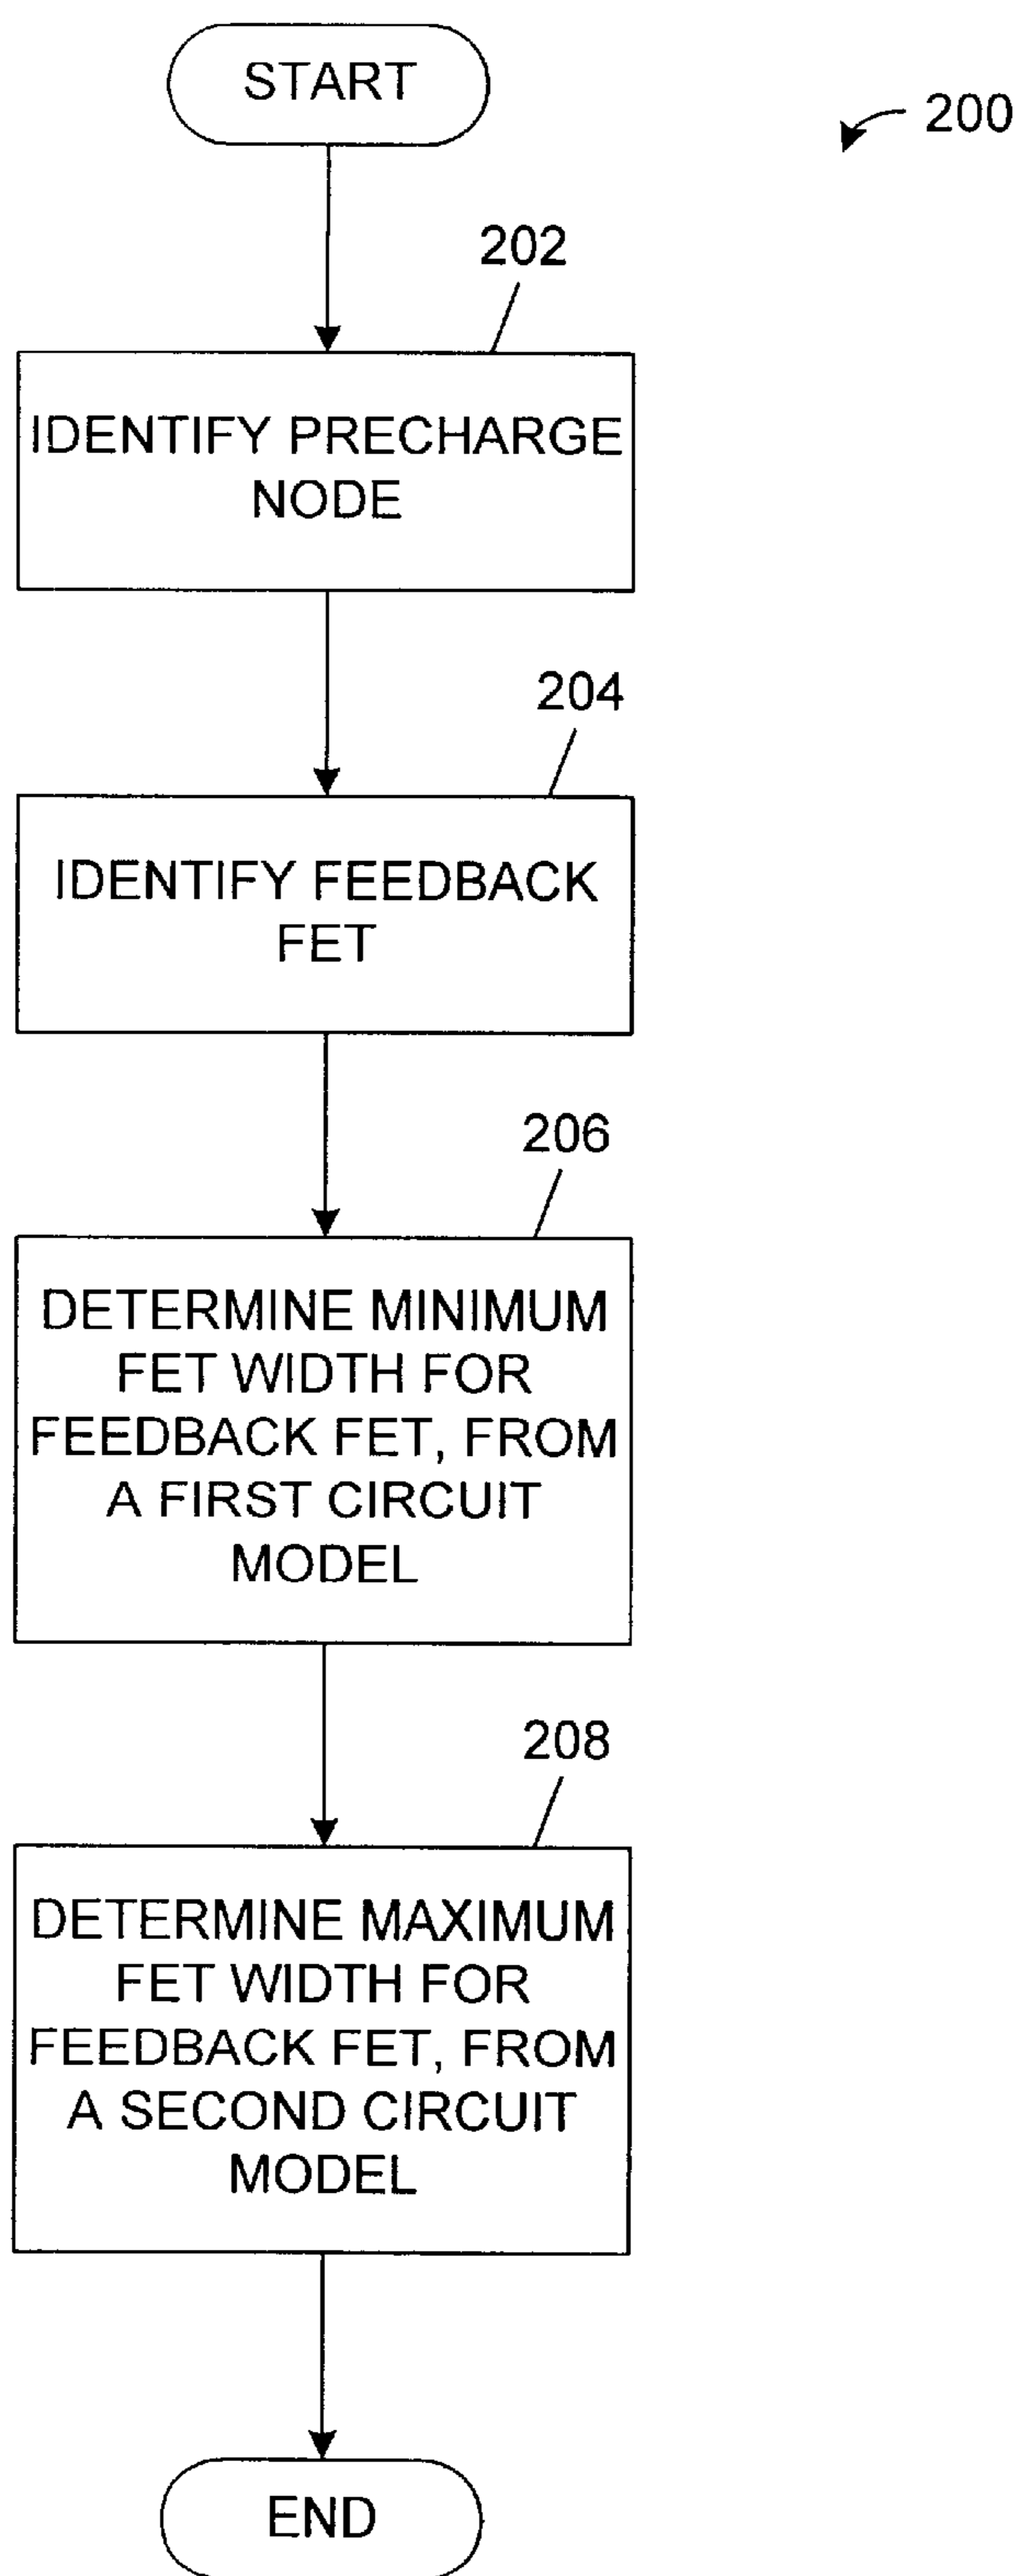 START
200
202
IDENTIFY PRECHARGE
NODE
204
IDENTIFY FEEDBACK
FET
206
DETERMINE MINIMUM
FET WIDTH FOR
FEEDBACK FET, FROM
A FIRST CIRCUIT
MODEL
208
DETERMINE MAXIMUM
FET WIDTH FOR
FEEDBACK FET, FROM
A SECOND CIRCUIT
MODEL
END